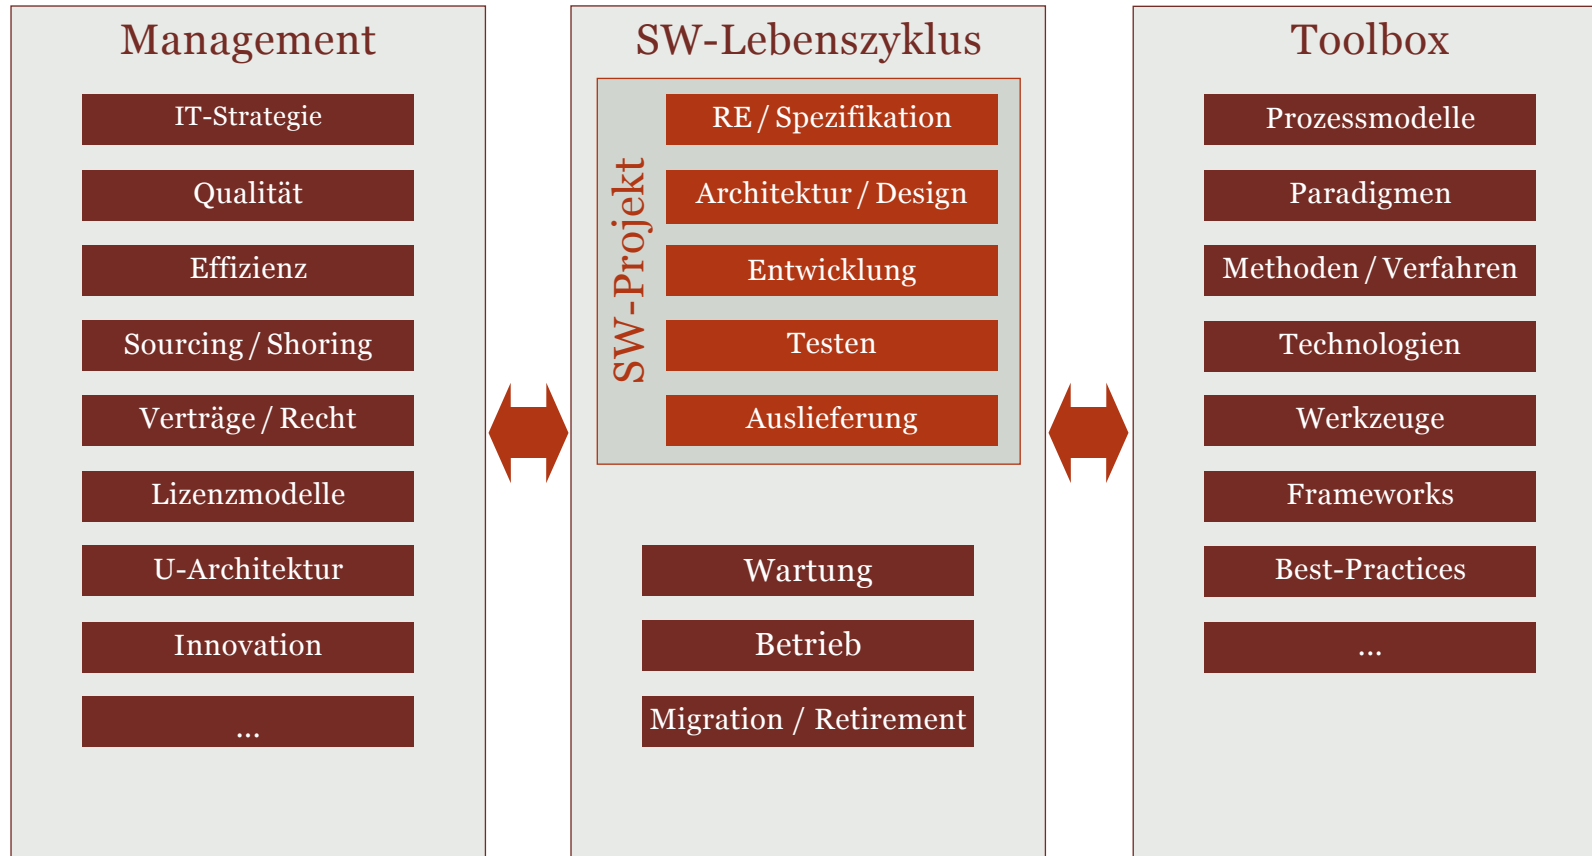 Management
IT-Strategie
Qualität
Effizienz
Sourcing / Shoring
Verträge / Recht
Lizenzmodelle
U-Architektur
Innovation
...
SW-Lebenszyklus
SW-Projekt
RE / Spezifikation
Architektur / Design
Entwicklung
Testen
Auslieferung
Wartung
Betrieb
Migration / Retirement
Toolbox
Prozessmodelle
Paradigmen
Methoden / Verfahren
Technologien
Werkzeuge
Frameworks
Best-Practices
...